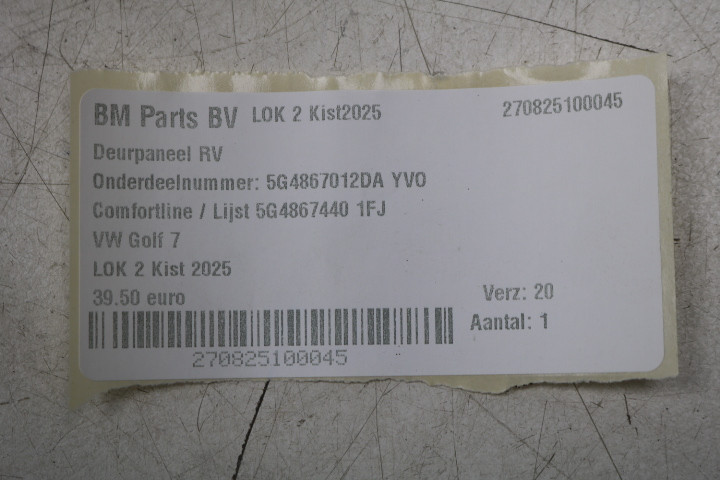 BM Parts BV LOK 2 Kist2025 270825100045
Deurpaneel RV
Onderdeelnummer: 5G4867012DA YVO
Comfortline / Lijst 5G4867440 1FJ
VW Golf 7
LOK 2 Kist 2025
39.50 euro Verz: 20
Aantal: 1
270825100045